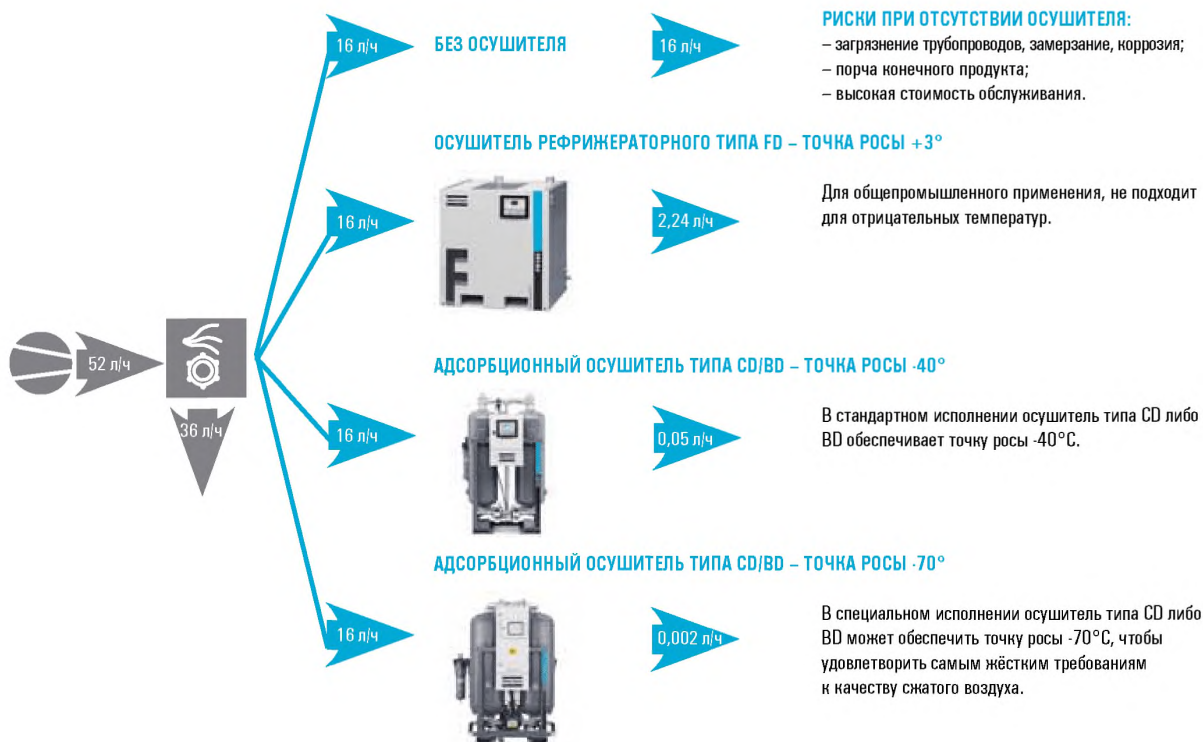 16 л/ч
БЕЗ ОСУШИТЕЛЯ
16 л/ч
РИСКИ ПРИ ОТСУТСТВИИ ОСУШИТЕЛЯ:
– загрязнение трубопроводов, замерзание, коррозия;
– порча конечного продукта;
– высокая стоимость обслуживания.
ОСУШИТЕЛЬ РЕФРИЖЕРАТОРНОГО ТИПА FD – ТОЧКА РОСЫ +3°
16 л/ч
2,24 л/ч
Для общепромышленного применения, не подходит
для отрицательных температур.
52 л/ч
36 л/ч
АДСОРБЦИОННЫЙ ОСУШИТЕЛЬ ТИПА CD/BD – ТОЧКА РОСЫ -40°
16 л/ч
0,05 л/ч
В стандартном исполнении осушитель типа CD либо
BD обеспечивает точку росы -40°C.
АДСОРБЦИОННЫЙ ОСУШИТЕЛЬ ТИПА CD/BD – ТОЧКА РОСЫ -70°
16 л/ч
0,002 л/ч
В специальном исполнении осушитель типа CD либо
BD может обеспечить точку росы -70°C, чтобы
удовлетворить самым жёстким требованиям
к качеству сжатого воздуха.